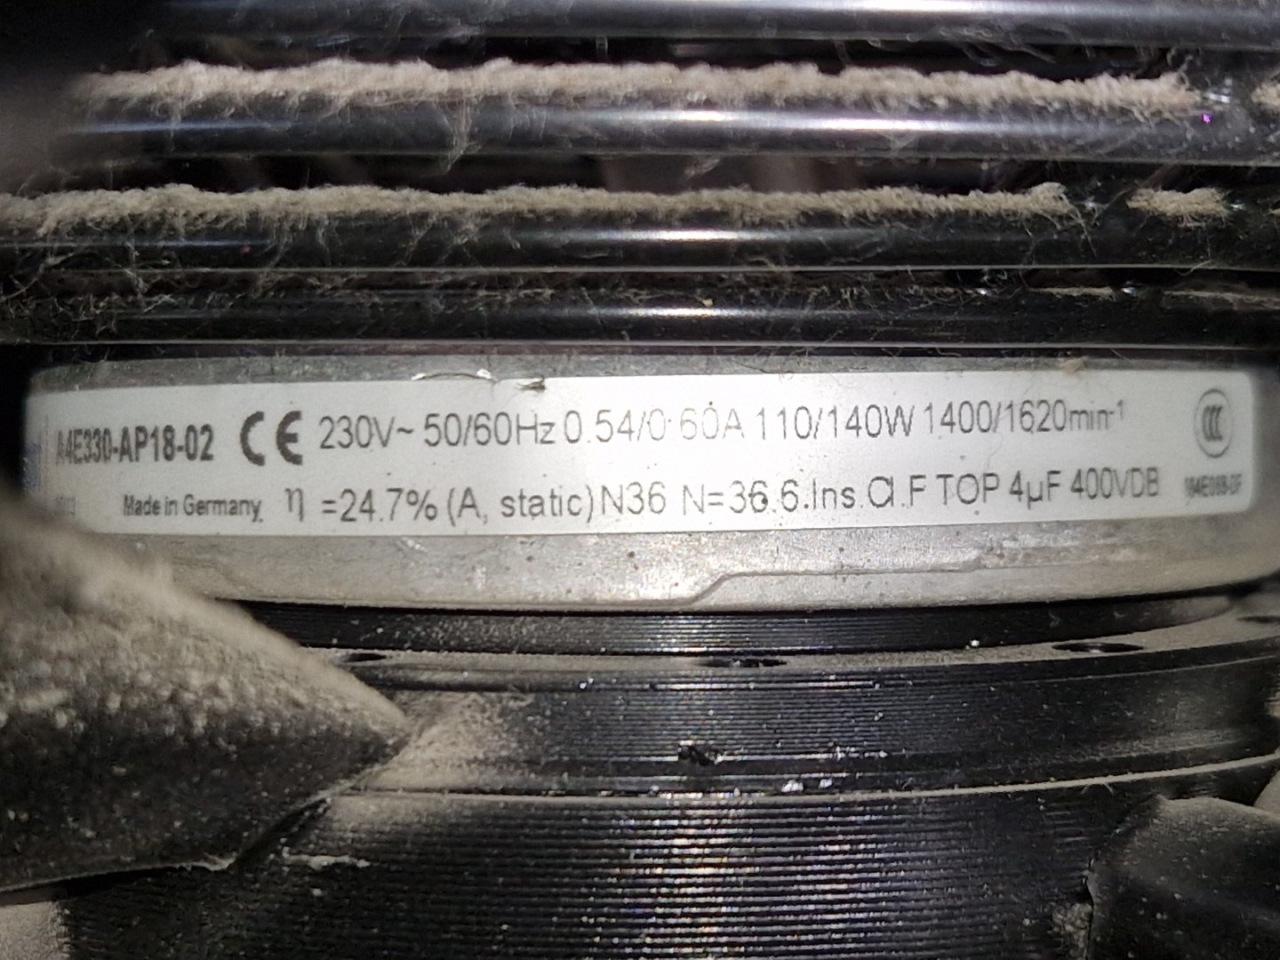 A4E330-AP18-02 CE 230V~ 50/60Hz 0.54/0.60A 110/140W 1400/1620min-1 CCC
Made in Germany η =24.7% (A, static) N36 N=36.6.Ins.Cl.F TOP 4µF 400VDB